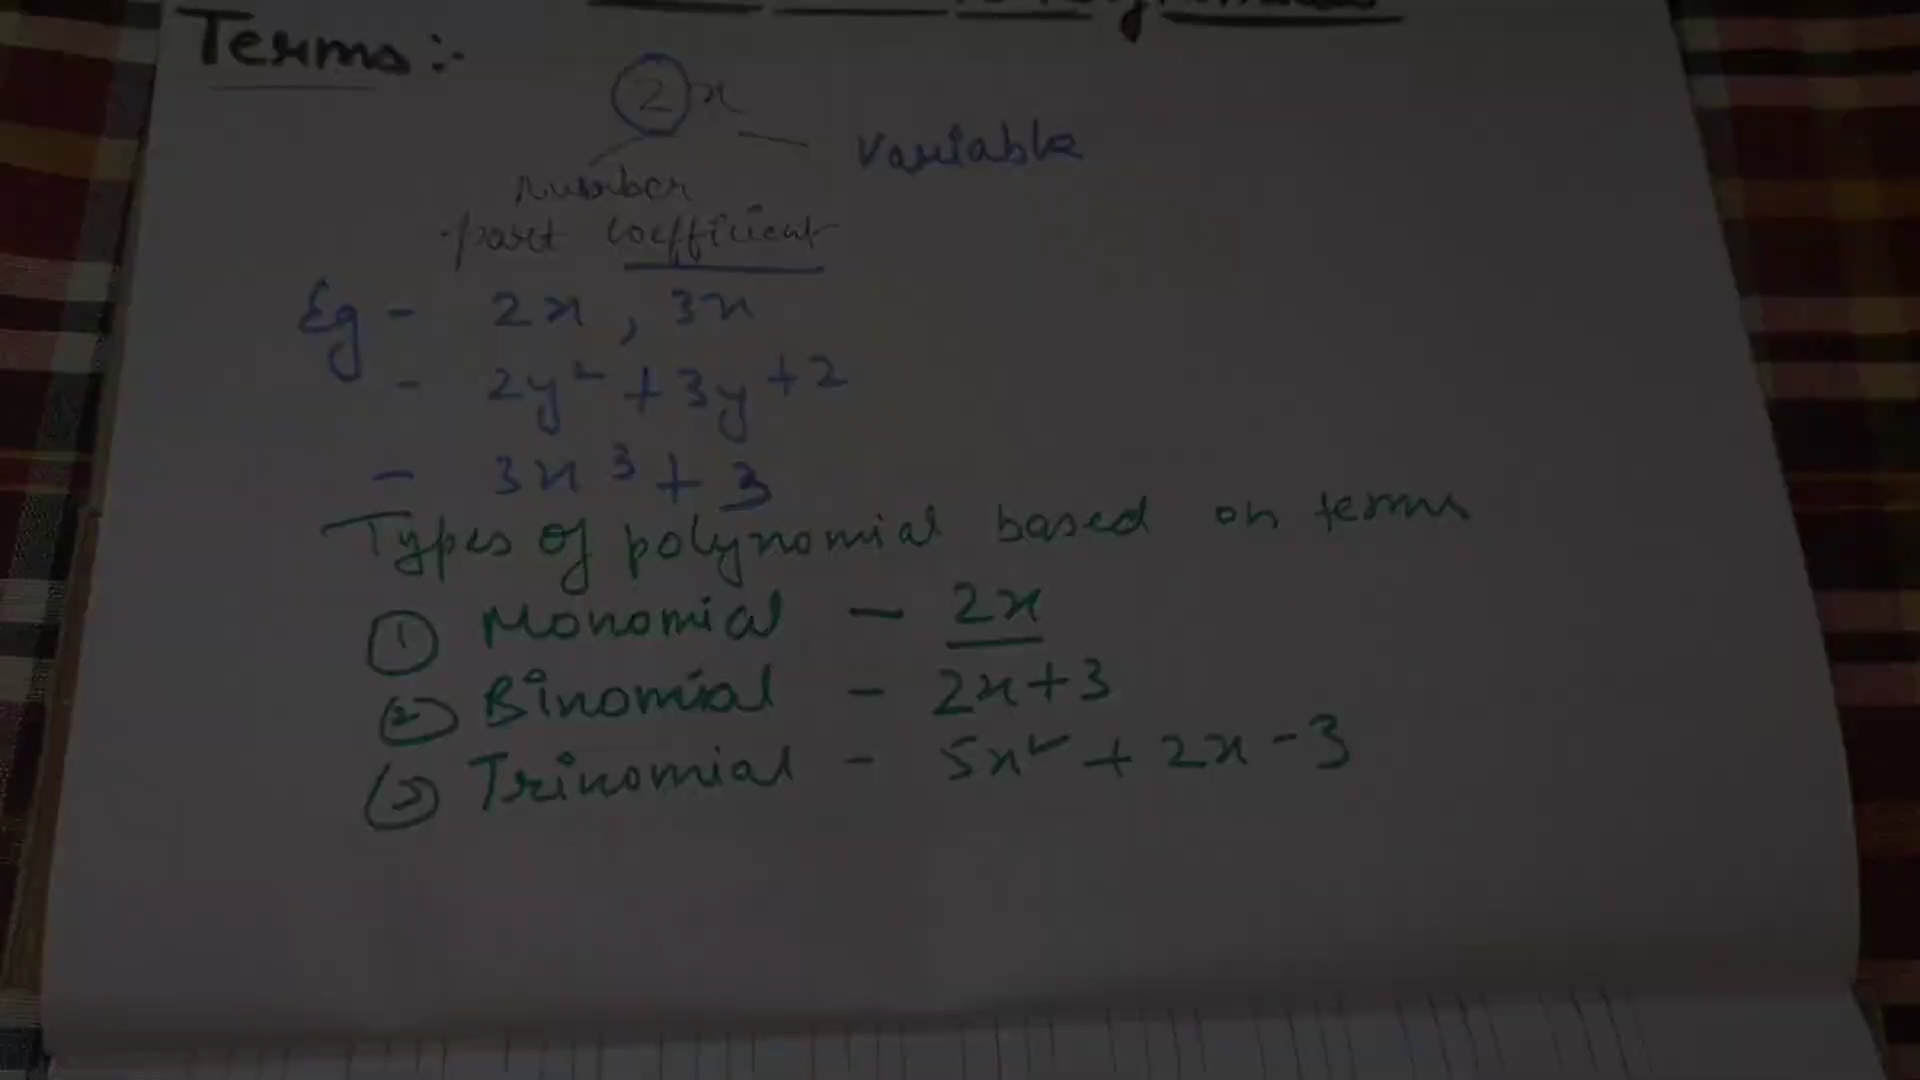 Terms :-
2x
Variable
Number
part coefficient
Eg - 2x , 3x
- 2y² + 3y + 2
- 3x³ + 3
Types of polynomial based on terms
① Monomial - 2x
② Binomial - 2x+3
③ Trinomial - 5x² + 2x - 3